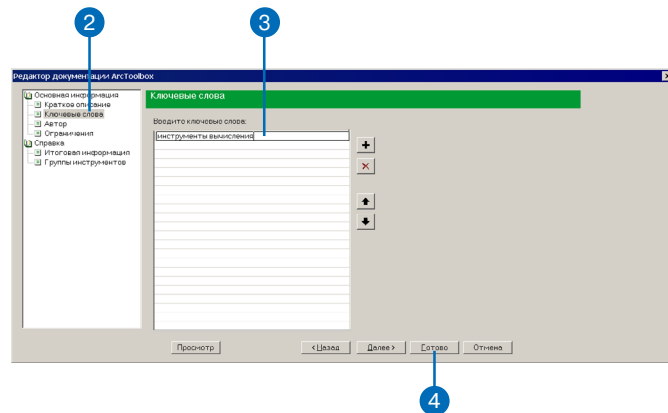 2
3
Редактор документации ArcToolbox
Основная информация
Краткое описание
Ключевые слова
Автор
Ограничения
Справка
Итоговая информация
Группы инструментов
Ключевые слова
Введите ключевые слова:
инструменты вычисления
Просмотр
<Назад
Далее>
Готово
Отмена
4